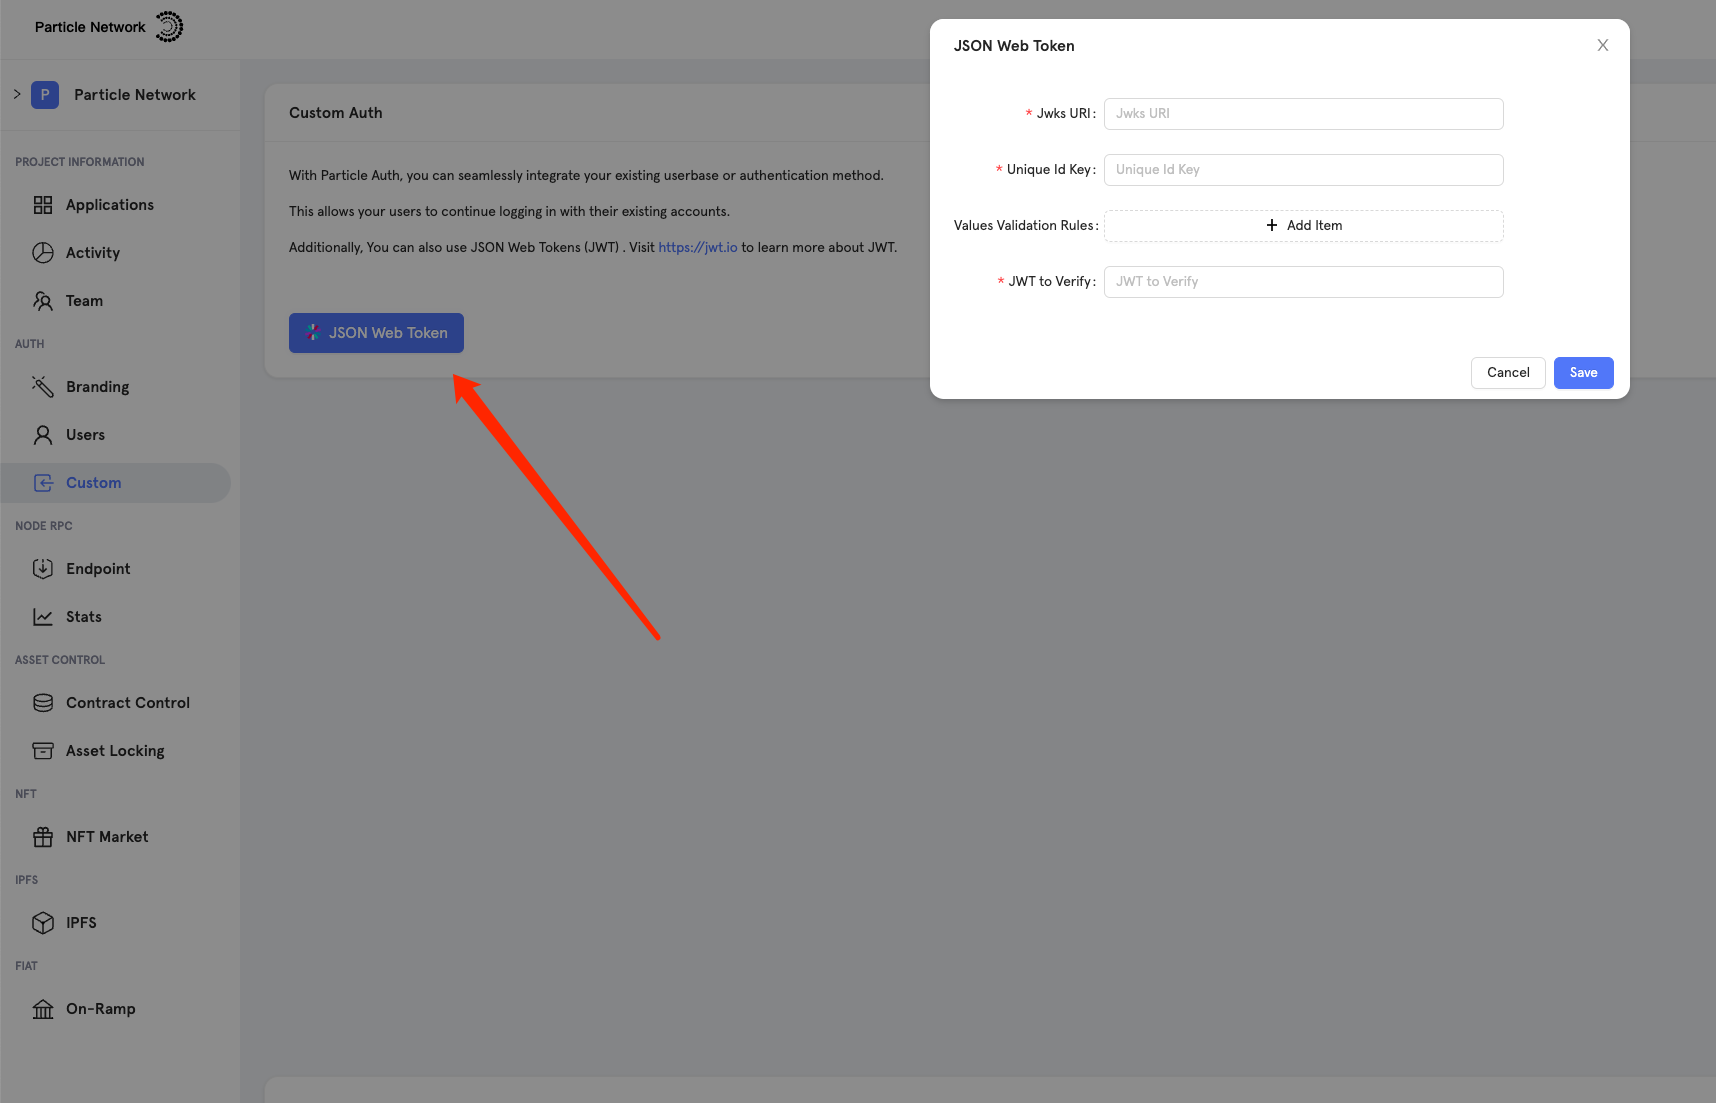 Particle Network
P
Particle Network
PROJECT INFORMATION
Applications
Activity
Team
AUTH
Branding
Users
Custom
NODE RPC
Endpoint
Stats
ASSET CONTROL
Contract Control
Asset Locking
NFT
NFT Market
IPFS
IPFS
FIAT
On-Ramp
Custom Auth
With Particle Auth, you can seamlessly integrate your existing userbase or authentication method.
This allows your users to continue logging in with their existing accounts.
Additionally, You can also use JSON Web Tokens (JWT) . Visit https://jwt.io to learn more about JWT.
JSON Web Token
JSON Web Token
* Jwks URI: Jwks URI
* Unique Id Key: Unique Id Key
Values Validation Rules: + Add Item
* JWT to Verify: JWT to Verify
Cancel Save